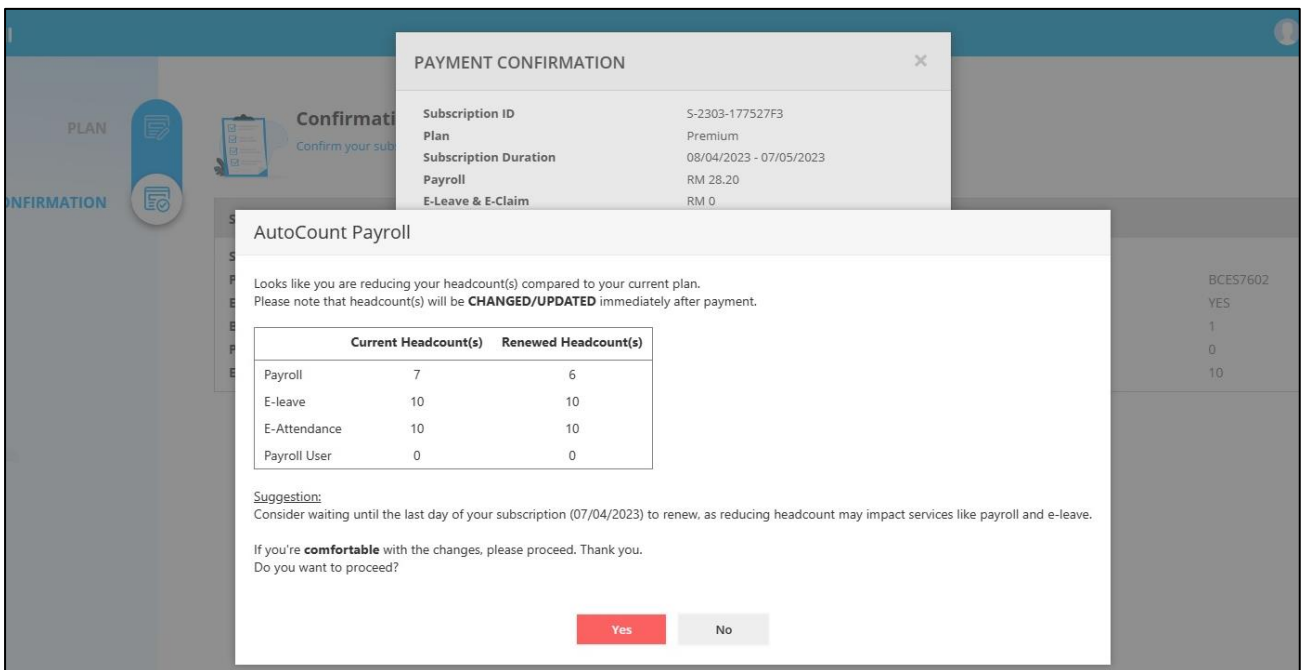 PAYMENT CONFIRMATION
PLAN
Confirmati
Confirm your sub
CONFIRMATION
Subscription ID S-2303-177527F3
Plan Premium
Subscription Duration 08/04/2023 - 07/05/2023
Payroll RM 28.20
E-Leave & E-Claim RM 0
AutoCount Payroll
Looks like you are reducing your headcount(s) compared to your current plan.
Please note that headcount(s) will be CHANGED/UPDATED immediately after payment.
Current Headcount(s) Renewed Headcount(s)
Payroll 7 6
E-leave 10 10
E-Attendance 10 10
Payroll User 0 0
Suggestion:
Consider waiting until the last day of your subscription (07/04/2023) to renew, as reducing headcount may impact services like payroll and e-leave.
If you're comfortable with the changes, please proceed. Thank you.
Do you want to proceed?
Yes No
BCES7602
YES
1
0
10